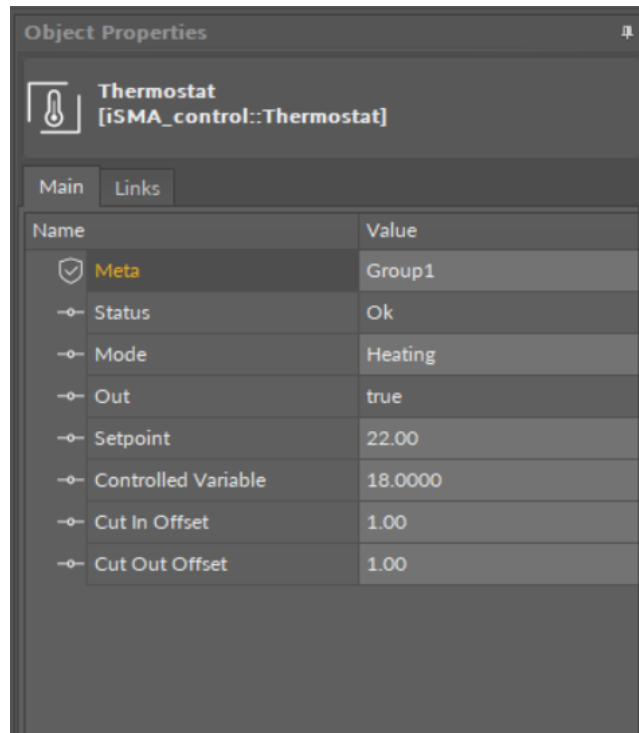 Object Properties
Thermostat
[iSMA_control::Thermostat]
Main Links
Name Value
Meta Group1
Status Ok
Mode Heating
Out true
Setpoint 22.00
Controlled Variable 18.0000
Cut In Offset 1.00
Cut Out Offset 1.00